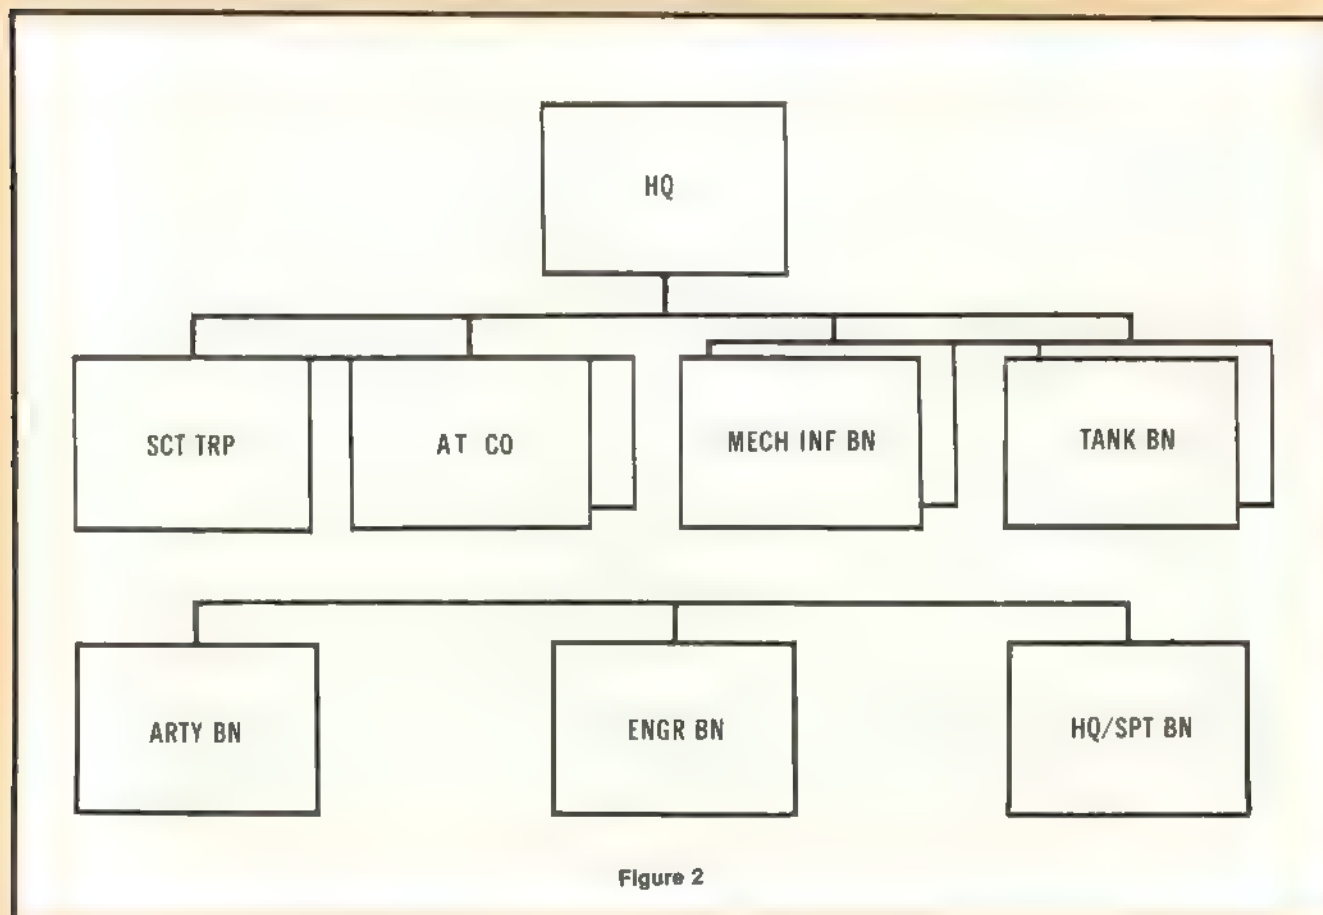 HQ
SCT TRP
AT CO
MECH INF BN
TANK BN
ARTY BN
ENGR BN
HQ/SPT BN
Figure 2